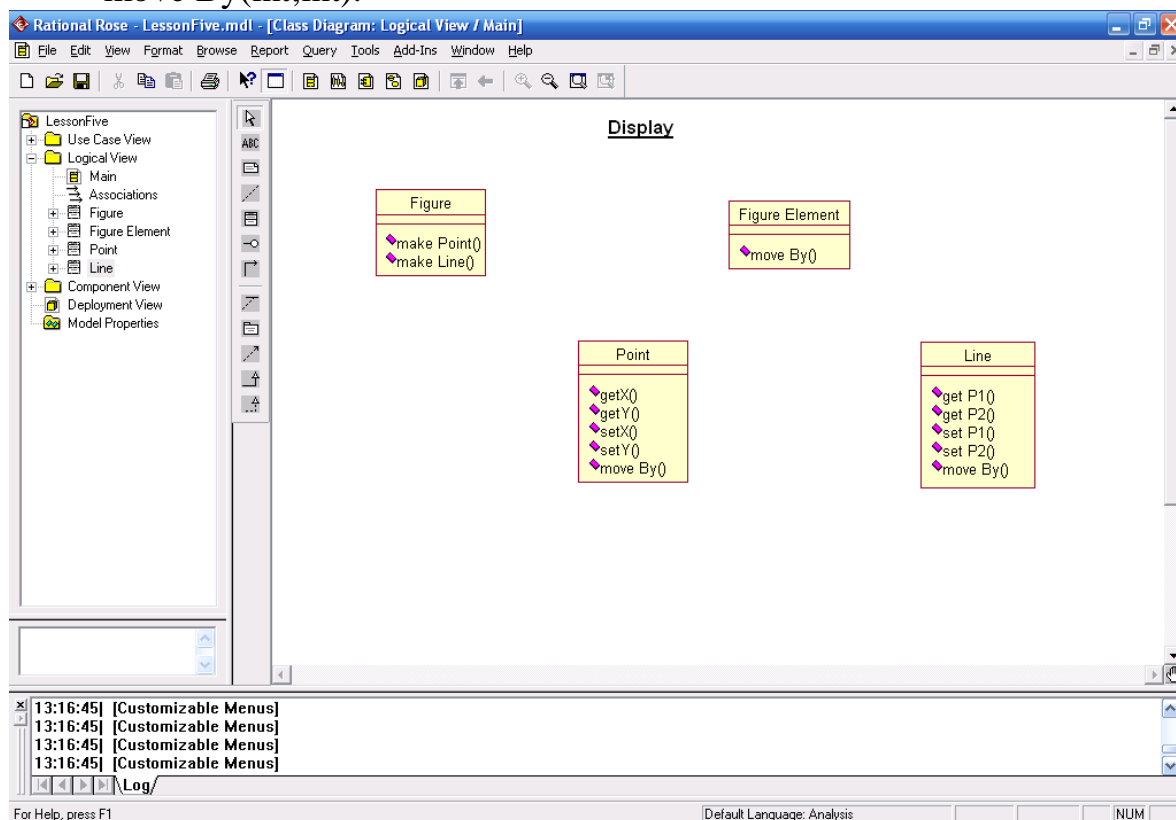 move By(int,int).
Rational Rose - LessonFive.mdl - [Class Diagram: Logical View / Main]
File Edit View Format Browse Report Query Tools Add-Ins Window Help
LessonFive
Use Case View
Logical View
Main
Associations
Figure
Figure Element
Point
Line
Component View
Deployment View
Model Properties
ABC
Display
Figure
make Point()
make Line()
Figure Element
move By()
Point
getX()
getY()
setX()
setY()
move By()
Line
get P1()
get P2()
set P1()
set P2()
move By()
13:16:45| [Customizable Menus]
13:16:45| [Customizable Menus]
13:16:45| [Customizable Menus]
13:16:45| [Customizable Menus]
Log
For Help, press F1 Default Language: Analysis NUM